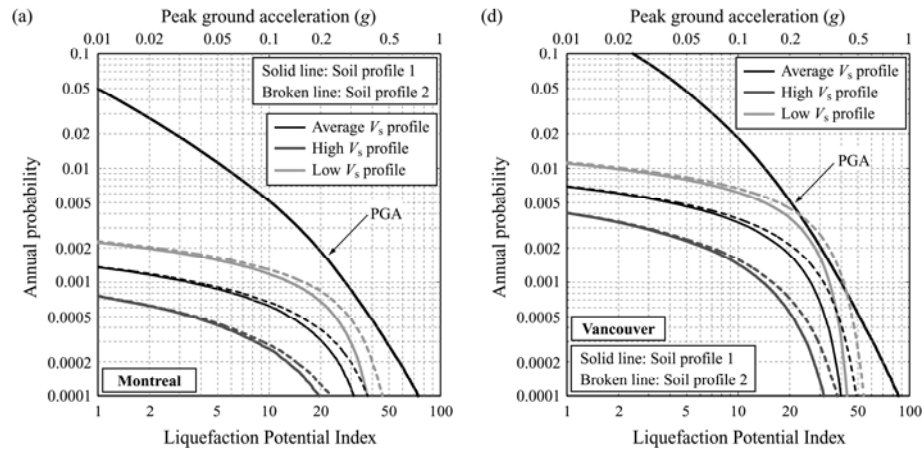 (a)
Peak ground acceleration (g)
0.01 0.02 0.05 0.1 0.2 0.5 1
0.1
0.05
0.02
0.01
0.005
0.002
0.001
0.0005
0.0002
0.0001
Annual probability
Solid line: Soil profile 1
Broken line: Soil profile 2
Average Vs profile
High Vs profile
Low Vs profile
PGA
Montreal
1 2 5 10 20 50 100
Liquefaction Potential Index
(d)
Peak ground acceleration (g)
0.01 0.02 0.05 0.1 0.2 0.5 1
0.1
0.05
0.02
0.01
0.005
0.002
0.001
0.0005
0.0002
0.0001
Annual probability
Average Vs profile
High Vs profile
Low Vs profile
PGA
Vancouver
Solid line: Soil profile 1
Broken line: Soil profile 2
1 2 5 10 20 50 100
Liquefaction Potential Index